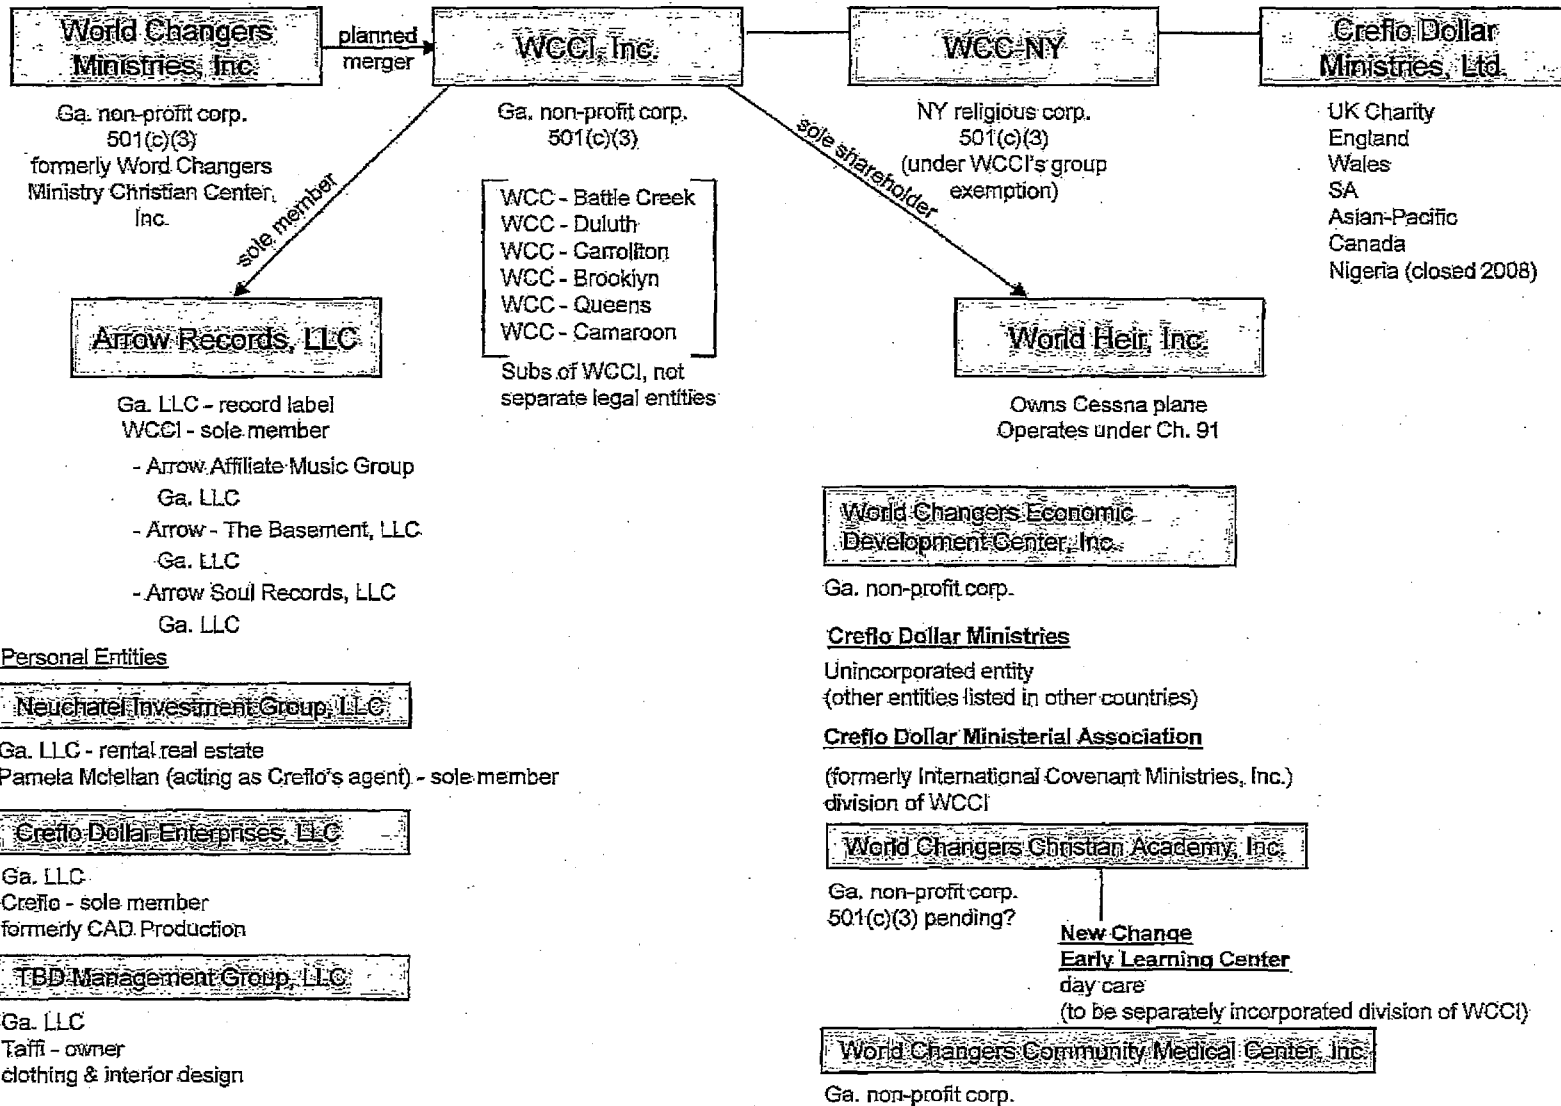 World Changers
Ministries, Inc.
planned
merger
WCCI, Inc.
WCC-NY
Creflo Dollar
Ministries, Ltd.
Ga. non-profit corp.
501(c)(3)
formerly Word Changers
Ministry Christian Center,
Inc.
Ga. non-profit corp.
501(c)(3)
NY religious corp.
501(c)(3)
(under WCCI's group
exemption)
UK Charity
England
Wales
SA
Asian-Pacific
Canada
Nigeria (closed 2008)
sole member
sole shareholder
WCC - Battle Creek
WCC - Duluth
WCC - Carrollton
WCC - Brooklyn
WCC - Queens
WCC - Camaroon
Subs of WCCI, not
separate legal entities
Arrow Records, LLC
Ga. LLC - record label
WCCI - sole member
- Arrow Affiliate Music Group
Ga. LLC
- Arrow - The Basement, LLC
Ga. LLC
- Arrow Soul Records, LLC
Ga. LLC
World Heir, Inc.
Owns Cessna plane
Operates under Ch. 91
Personal Entities
Neuchatel Investment Group, LLC
Ga. LLC - rental real estate
Pamela Mclellan (acting as Creflo's agent) - sole member
Creflo Dollar Enterprises, LLC
Ga. LLC
Creflo - sole member
formerly CAD Production
TBD Management Group, LLC
Ga. LLC
Taffi - owner
clothing & interior design
World Changers Economic
Development Center, Inc.
Ga. non-profit corp.
Creflo Dollar Ministries
Unincorporated entity
(other entities listed in other countries)
Creflo Dollar Ministerial Association
(formerly International Covenant Ministries, Inc.)
division of WCCI
World Changers Christian Academy, Inc.
Ga. non-profit corp.
501(c)(3) pending?
New Change
Early Learning Center
day care
(to be separately incorporated division of WCCI)
World Changers Community Medical Center, Inc
Ga. non-profit corp.